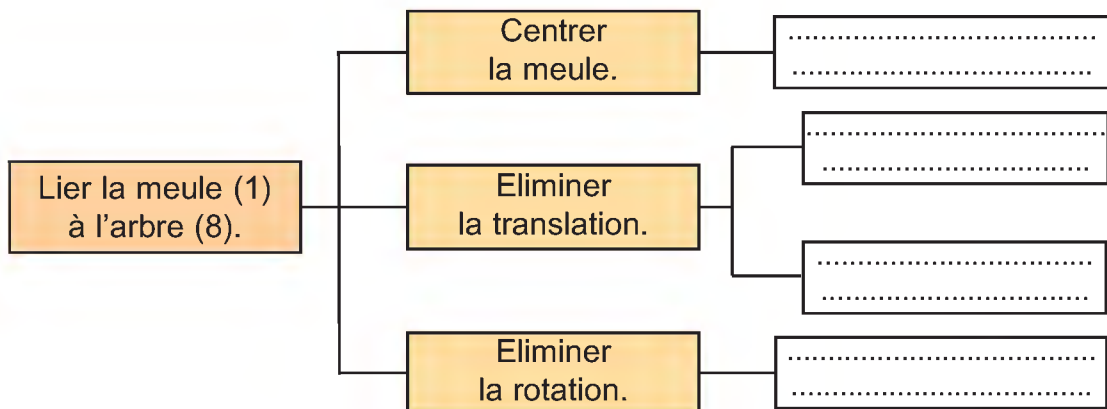 Centrer
la meule.
Lier la meule (1)
à l'arbre (8).
Eliminer
la translation.
Eliminer
la rotation.